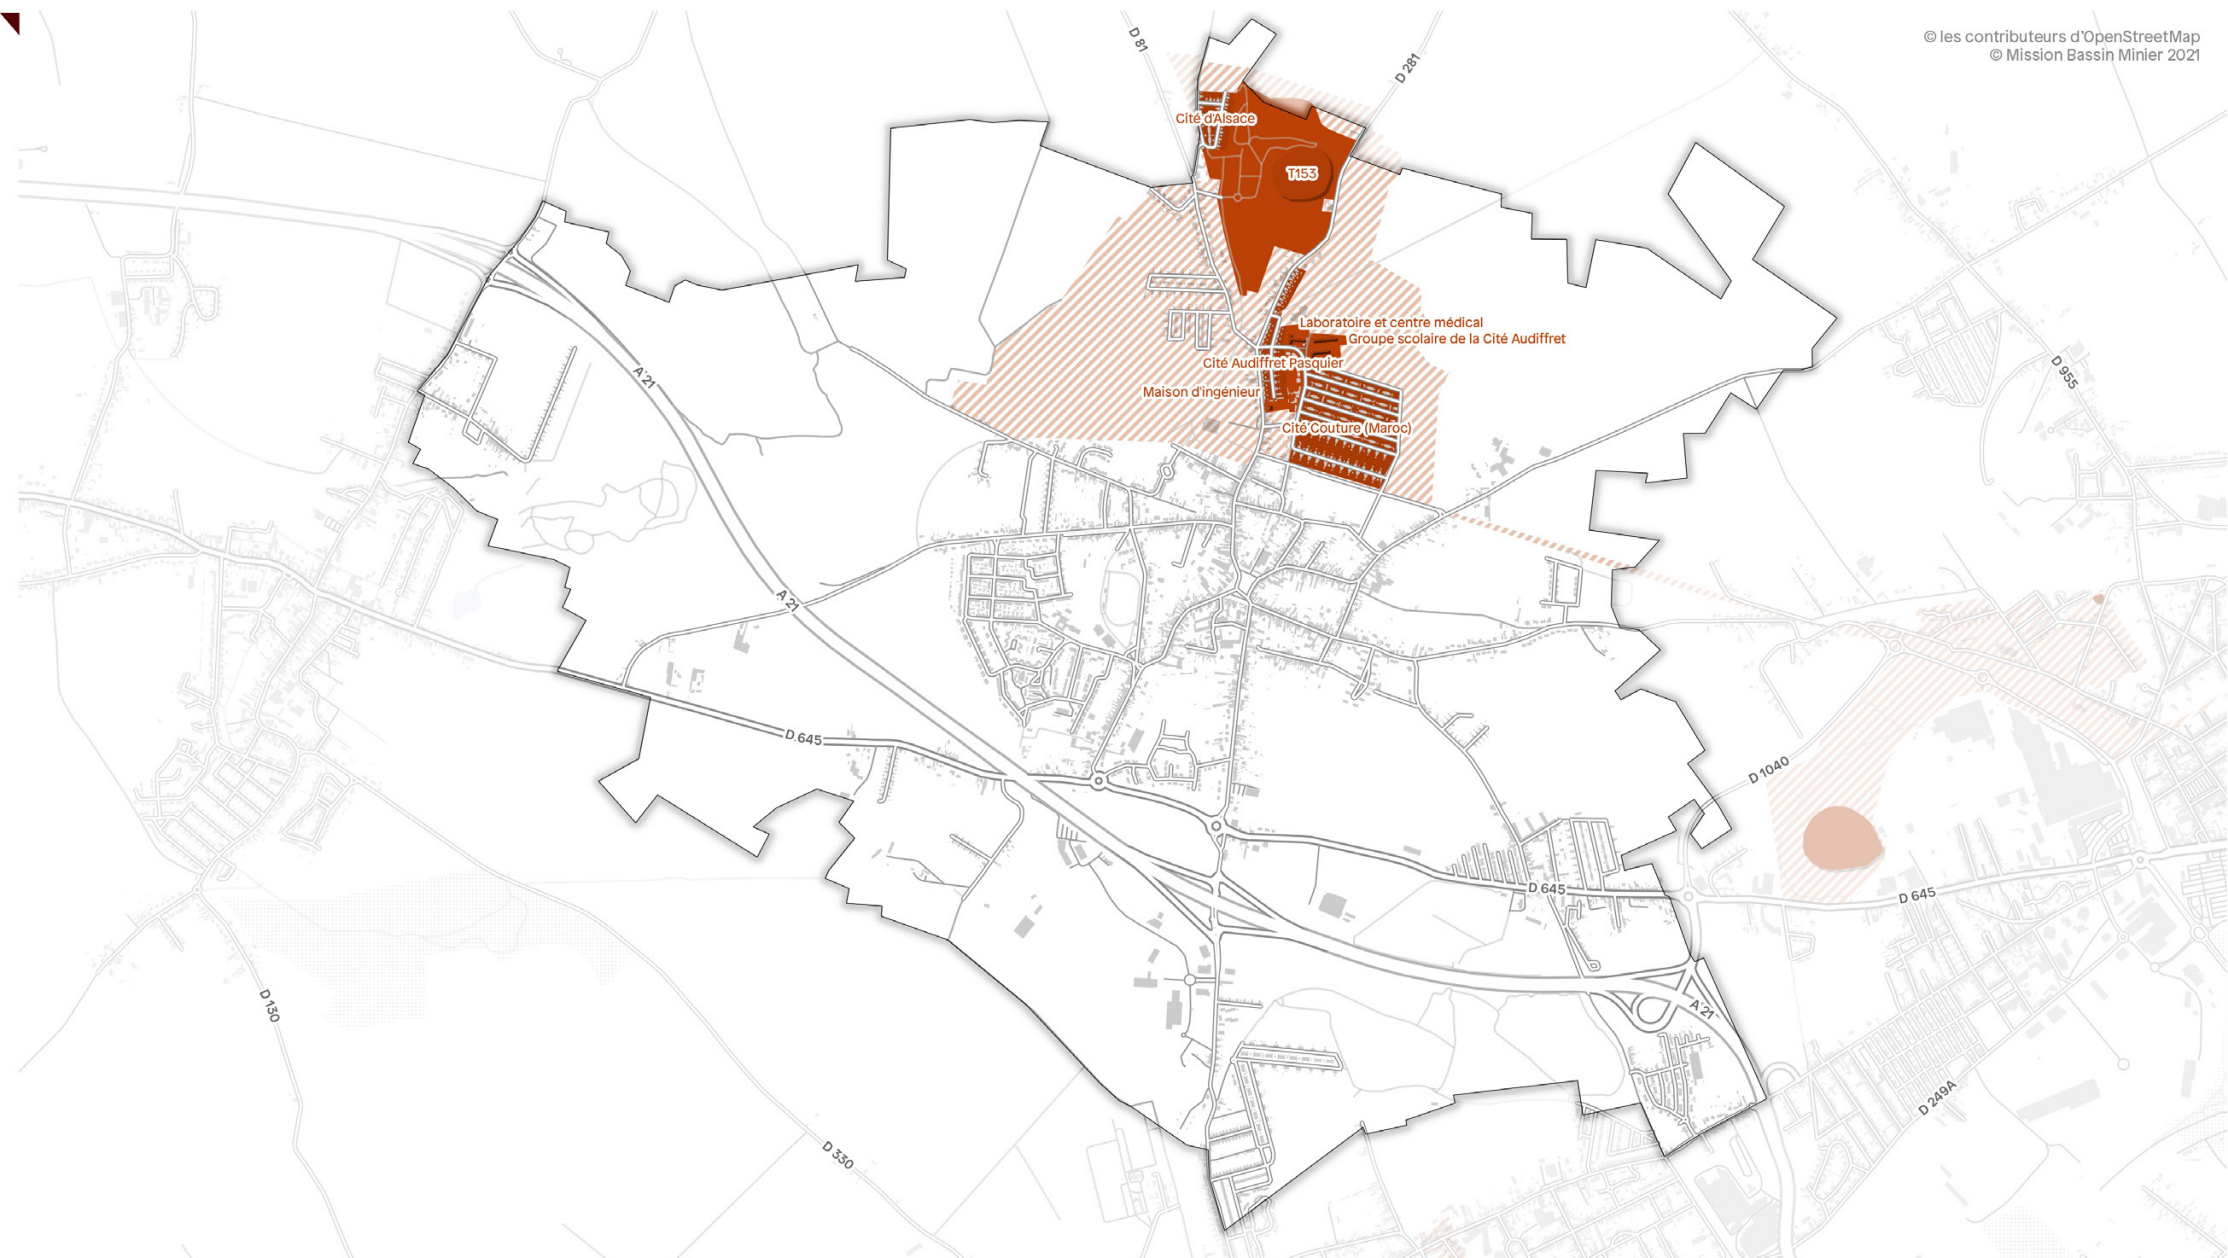 © les contributeurs d'OpenStreetMap
© Mission Bassin Minier 2021
D 81
D 281
Cité d'Alsace
T153
Laboratoire et centre médical
Groupe scolaire de la Cité Audiffret
Cité Audiffret Pasquier
Maison d'ingénieur
Cité Couture (Maroc)
A 21
D 955
A 21
D 645
D 1040
D 645
D 645
D 130
A 21
D 249A
D 330